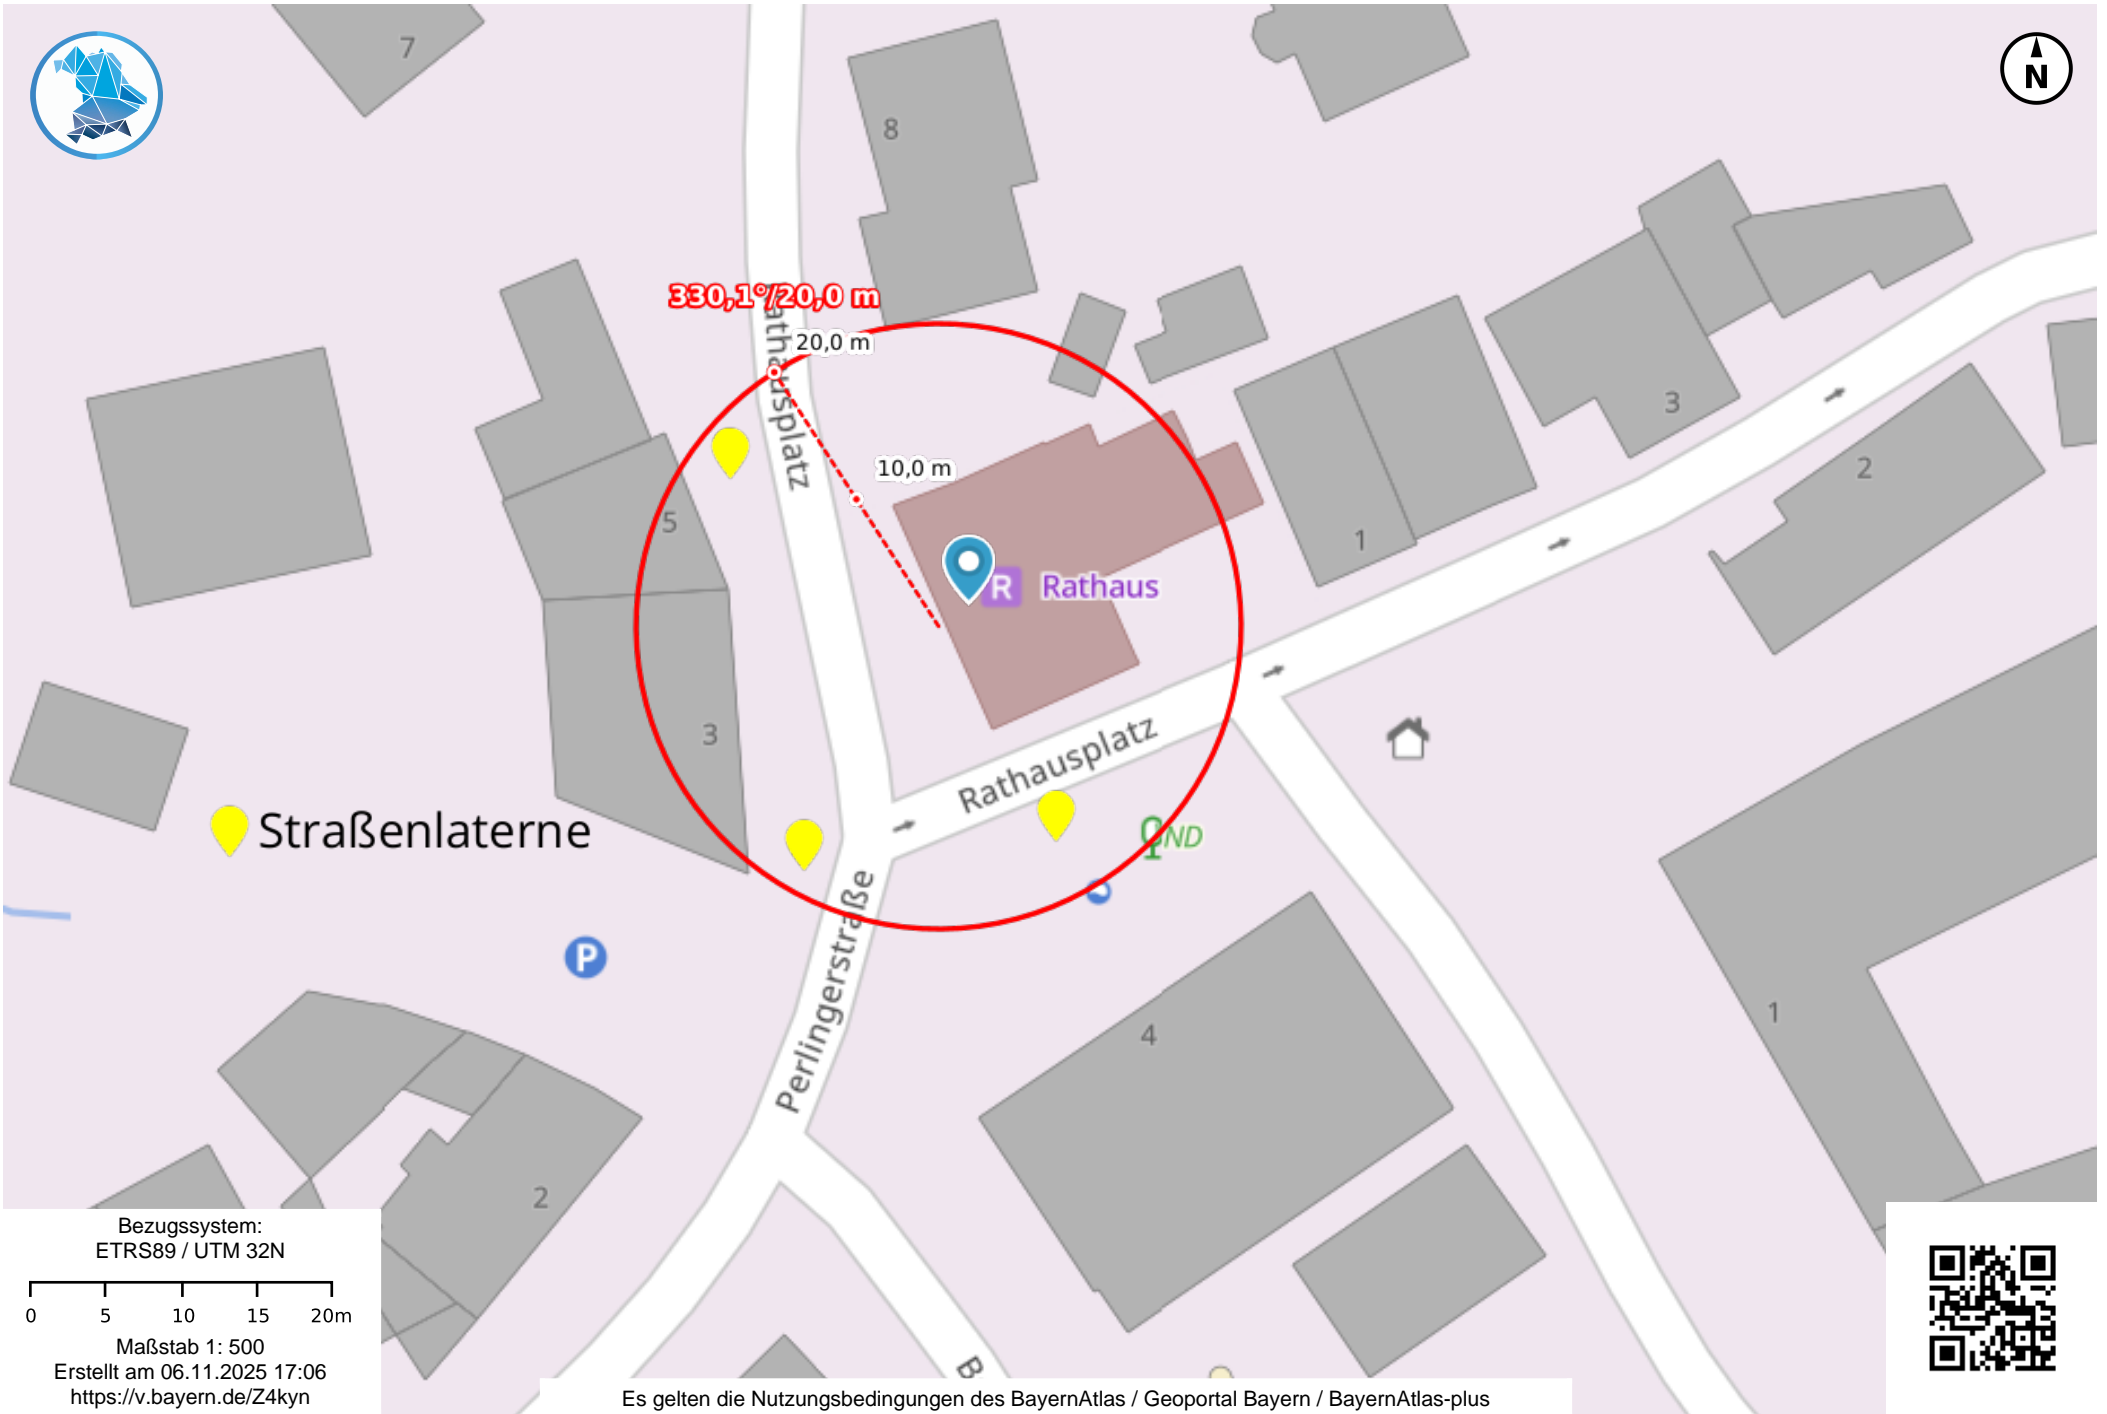 7
N
8
330,1°/20,0 m
Rathausplatz
20,0 m
3
10,0 m
2
5
1
R Rathaus
3
Rathausplatz
Straßenlaterne
ND
Perlingerstraße
P
4
1
2
Bezugssystem:
ETRS89 / UTM 32N
0 5 10 15 20m
Maßstab 1: 500
Erstellt am 06.11.2025 17:06
https://v.bayern.de/Z4kyn
Es gelten die Nutzungsbedingungen des BayernAtlas / Geoportal Bayern / BayernAtlas-plus